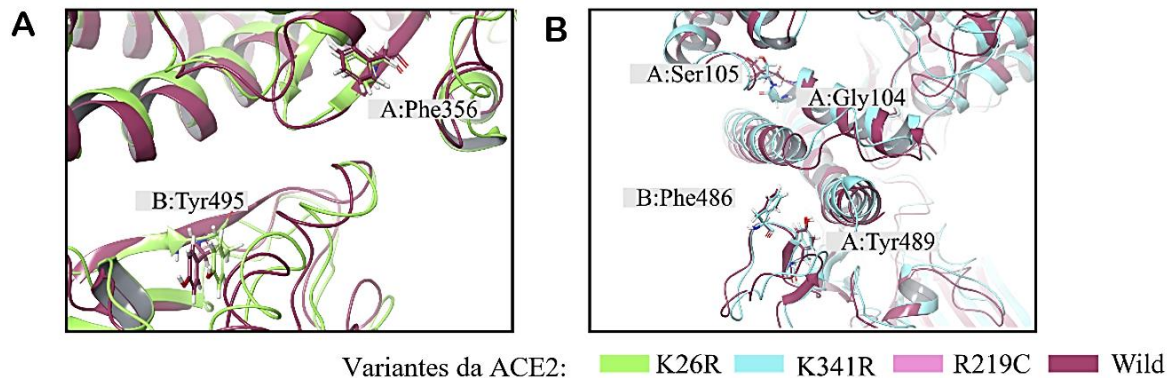 A
B
A:Phe356
B:Tyr495
A:Ser105
A:Gly104
B:Phe486
A:Tyr489
Variantes da ACE2: K26R K341R R219C Wild